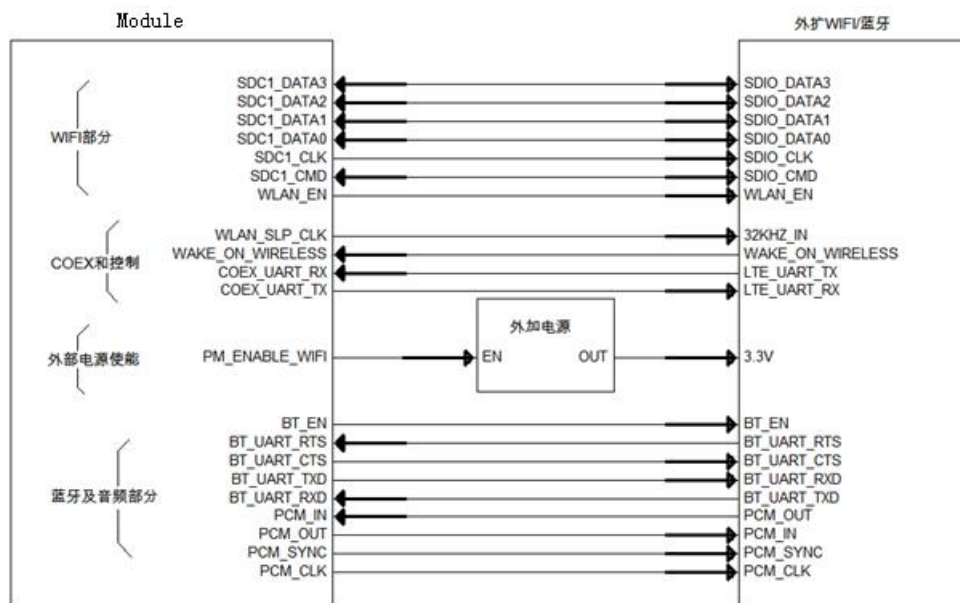 Module
外扩WIFI/蓝牙
SDC1_DATA3 SDIO_DATA3
SDC1_DATA2 SDIO_DATA2
SDC1_DATA1 SDIO_DATA1
WIFI部分
SDC1_DATA0 SDIO_DATA0
SDC1_CLK SDIO_CLK
SDC1_CMD SDIO_CMD
WLAN_EN WLAN_EN
WLAN_SLP_CLK 32KHZ_IN
WAKE_ON_WIRELESS WAKE_ON_WIRELESS
COEX和控制
COEX_UART_RX LTE_UART_TX
COEX_UART_TX LTE_UART_RX
外加电源
外部电源使能
PM_ENABLE_WIFI EN OUT 3.3V
BT_EN BT_EN
BT_UART_RTS BT_UART_RTS
BT_UART_CTS BT_UART_CTS
BT_UART_TXD BT_UART_RXD
蓝牙及音频部分
BT_UART_RXD BT_UART_TXD
PCM_IN PCM_OUT
PCM_OUT PCM_IN
PCM_SYNC PCM_SYNC
PCM_CLK PCM_CLK